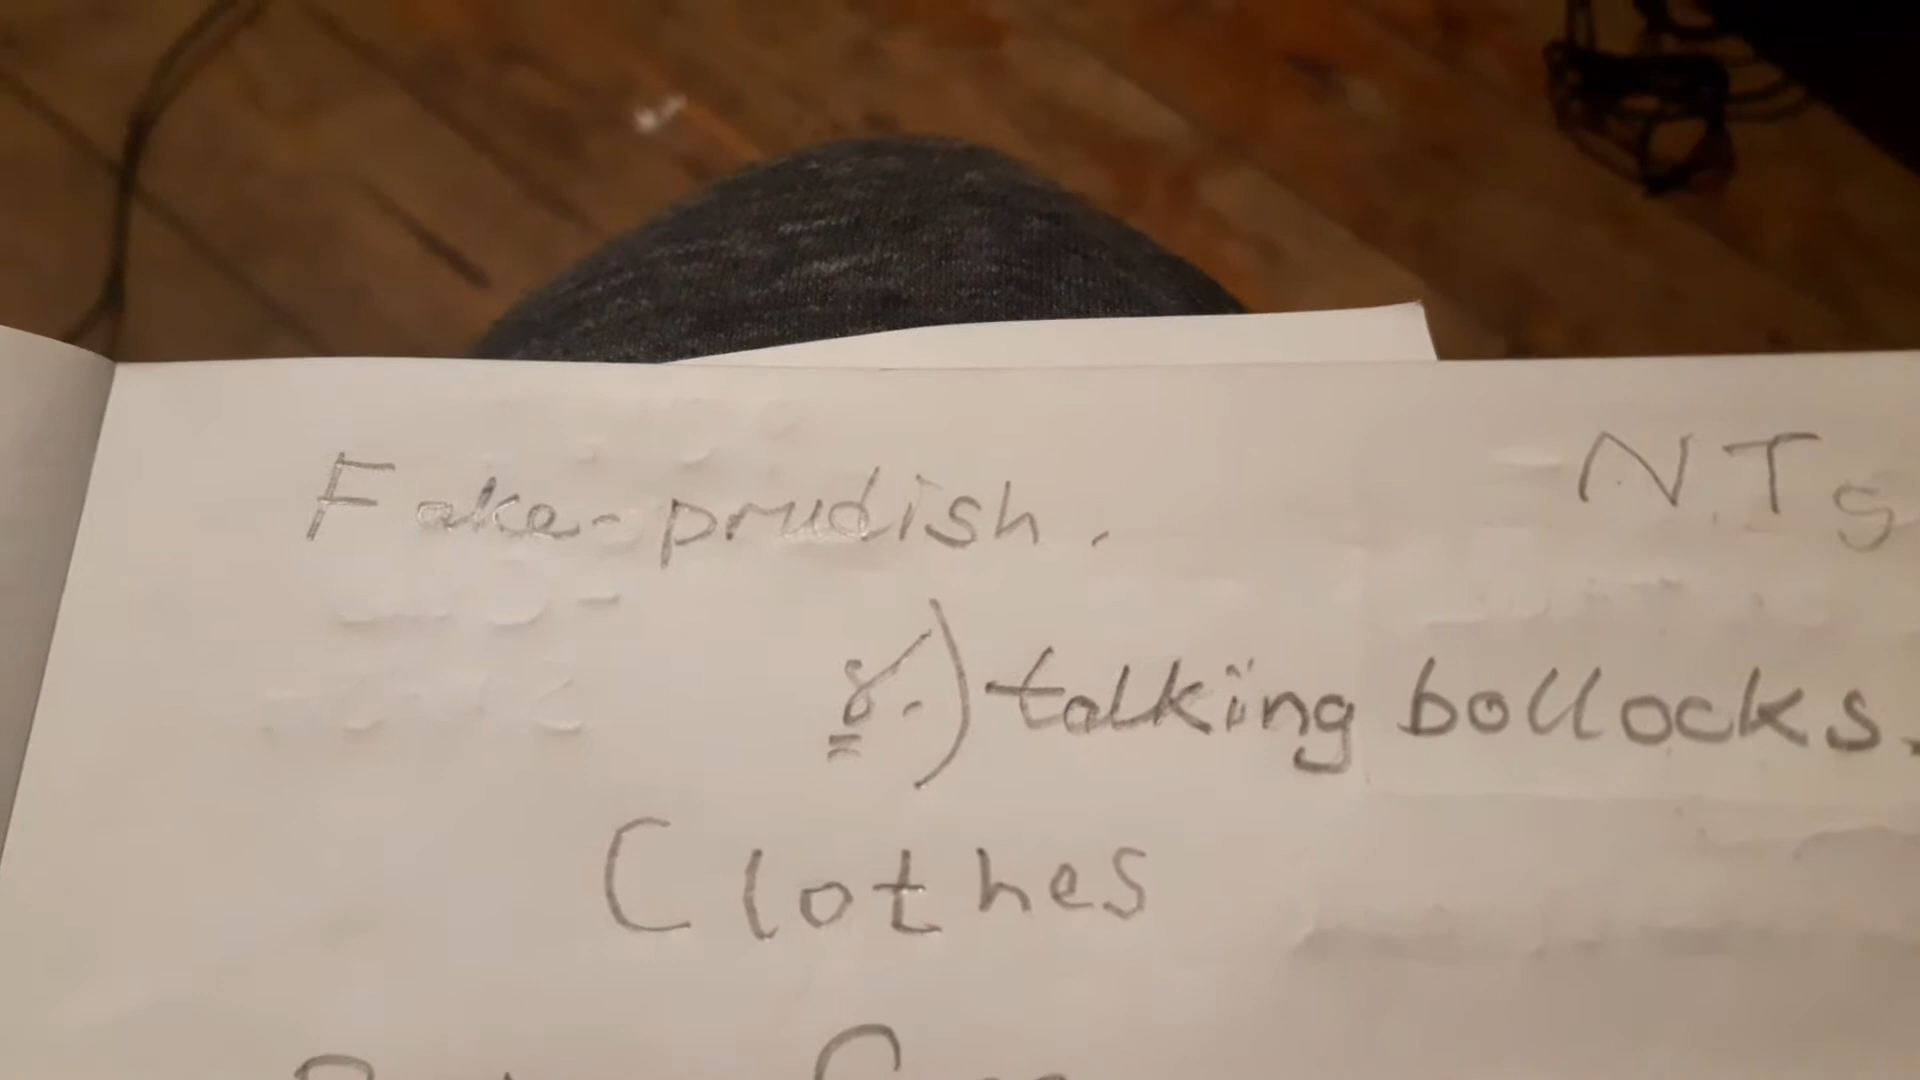 Fake-prudish. NTs
8.) talking bollocks.
Clothes